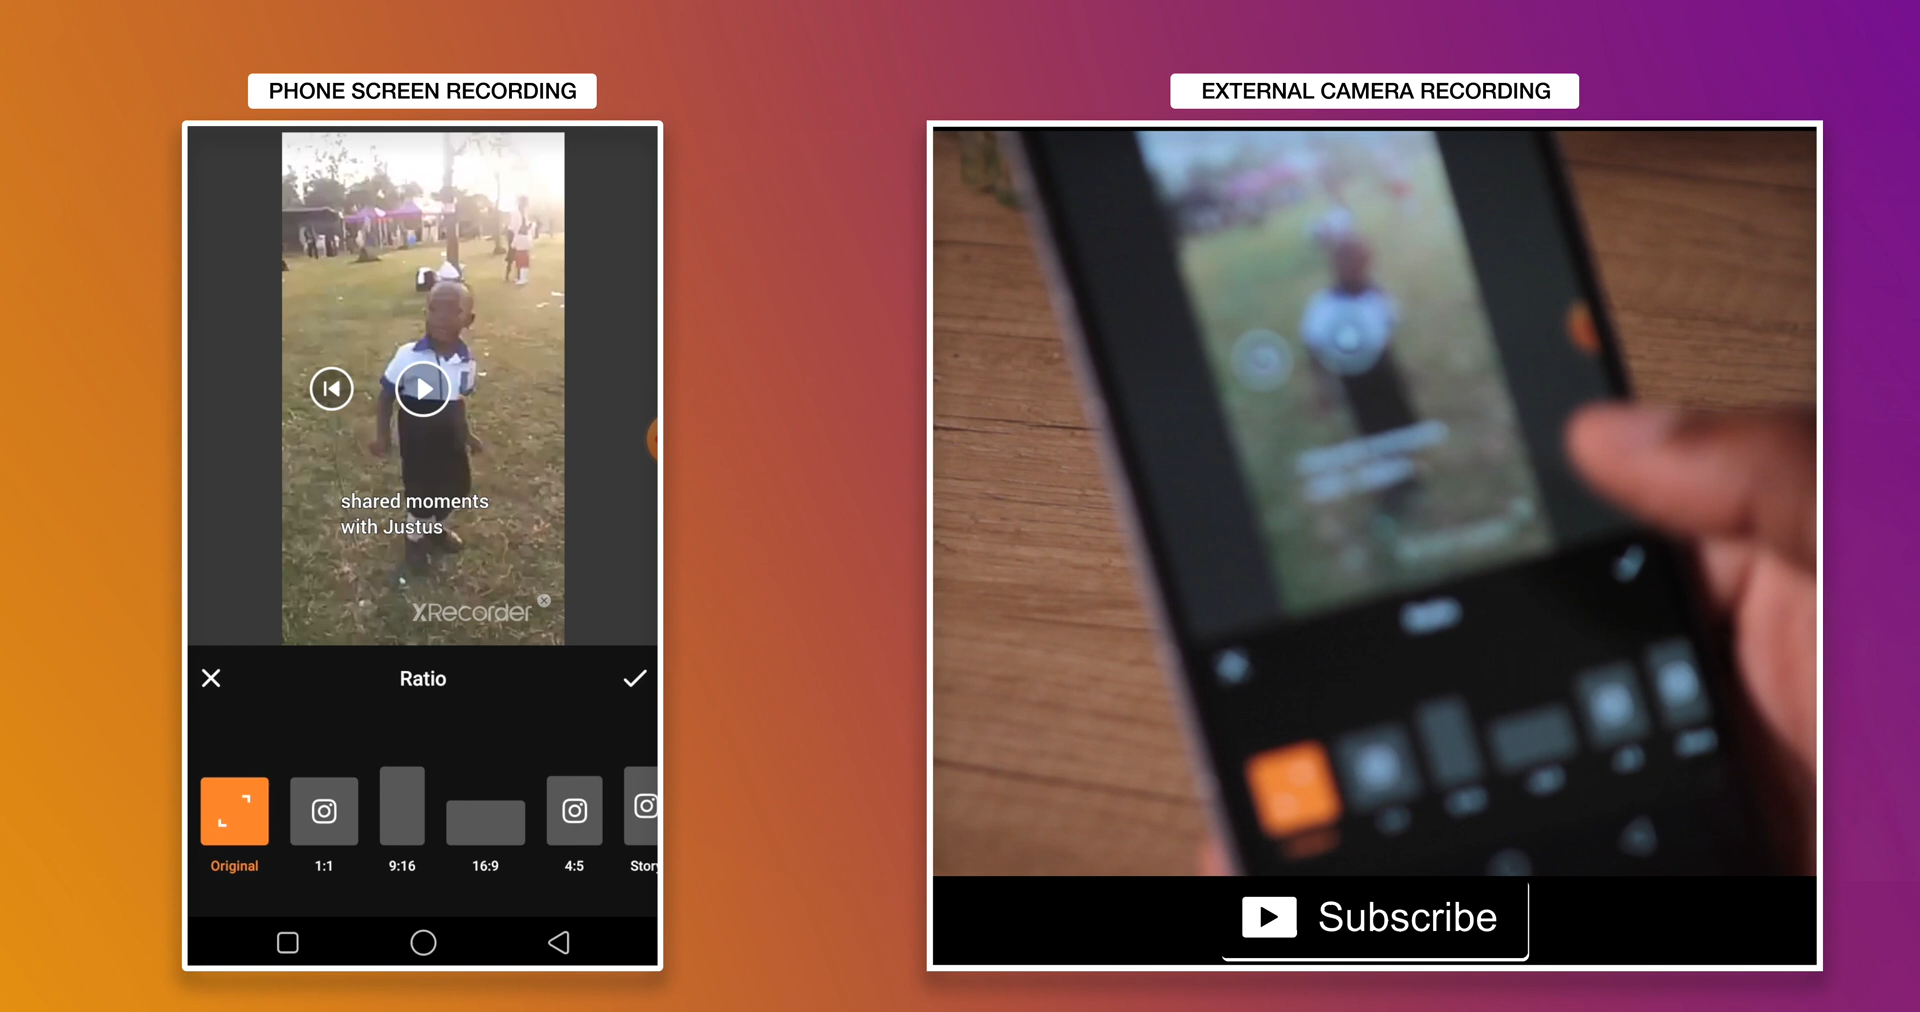 PHONE SCREEN RECORDING
EXTERNAL CAMERA RECORDING
shared moments
with Justus
XRecorder
Ratio
Original
1:1
9:16
16:9
4:5
Subscribe